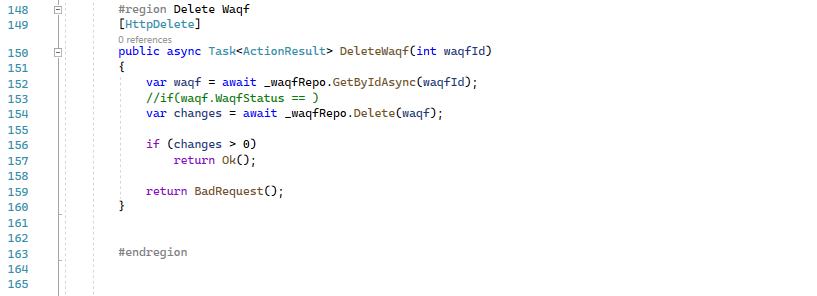 148 #region Delete Waqf
149 [HttpDelete]
0 references
150 public async Task<ActionResult> DeleteWaqf(int waqfId)
151 {
152 var waqf = await _waqfRepo.GetByIdAsync(waqfId);
153 //if(waqf.WaqfStatus == )
154 var changes = await _waqfRepo.Delete(waqf);
155
156 if (changes > 0)
157 return Ok();
158
159 return BadRequest();
160 }
161
162
163 #endregion
164
165